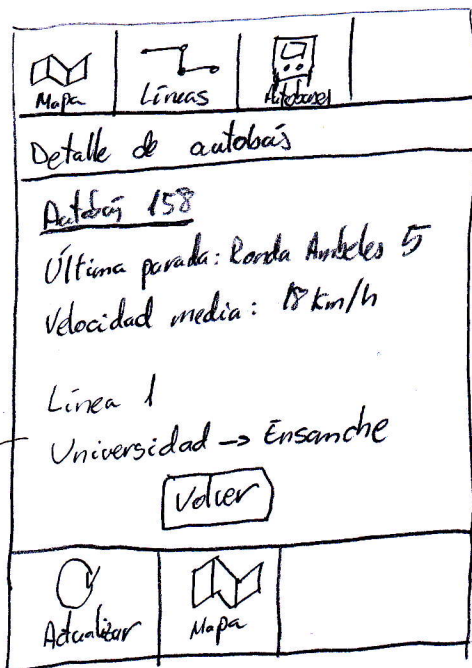 Mapa Líneas Autobuses
Detalle de autobús
Autobús 158
Última parada: Ronda Ambeles 5
Velocidad media: 18 km/h
Línea 1
Universidad -> Ensanche
Volver
Actualizar Mapa